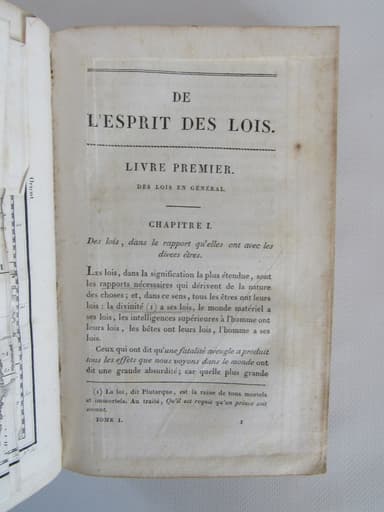 DE
L'ESPRIT DES LOIS.
LIVRE PREMIER.
DES LOIS EN GÉNÉRAL.
CHAPITRE I.
Des lois, dans le rapport qu'elles ont avec les
divers êtres.
LES lois, dans la signification la plus étendue, sont
les rapports nécessaires qui dérivent de la nature
des choses; et, dans ce sens, tous les êtres ont leurs
lois: la divinité (1) a ses lois, le monde matériel a
ses lois, les intelligences supérieures à l'homme ont
leurs lois, les bêtes ont leurs lois, l'homme a ses
lois.
Ceux qui ont dit qu'une fatalité aveugle a produit
tous les effets que nous voyons dans le monde ont
dit une grande absurdité; car quelle plus grande
(1) La loi, dit Plutarque, est la reine de tous mortels
et immortels. Au traité, Qu'il est requis qu'un prince soit
savant.
TOME I. 1